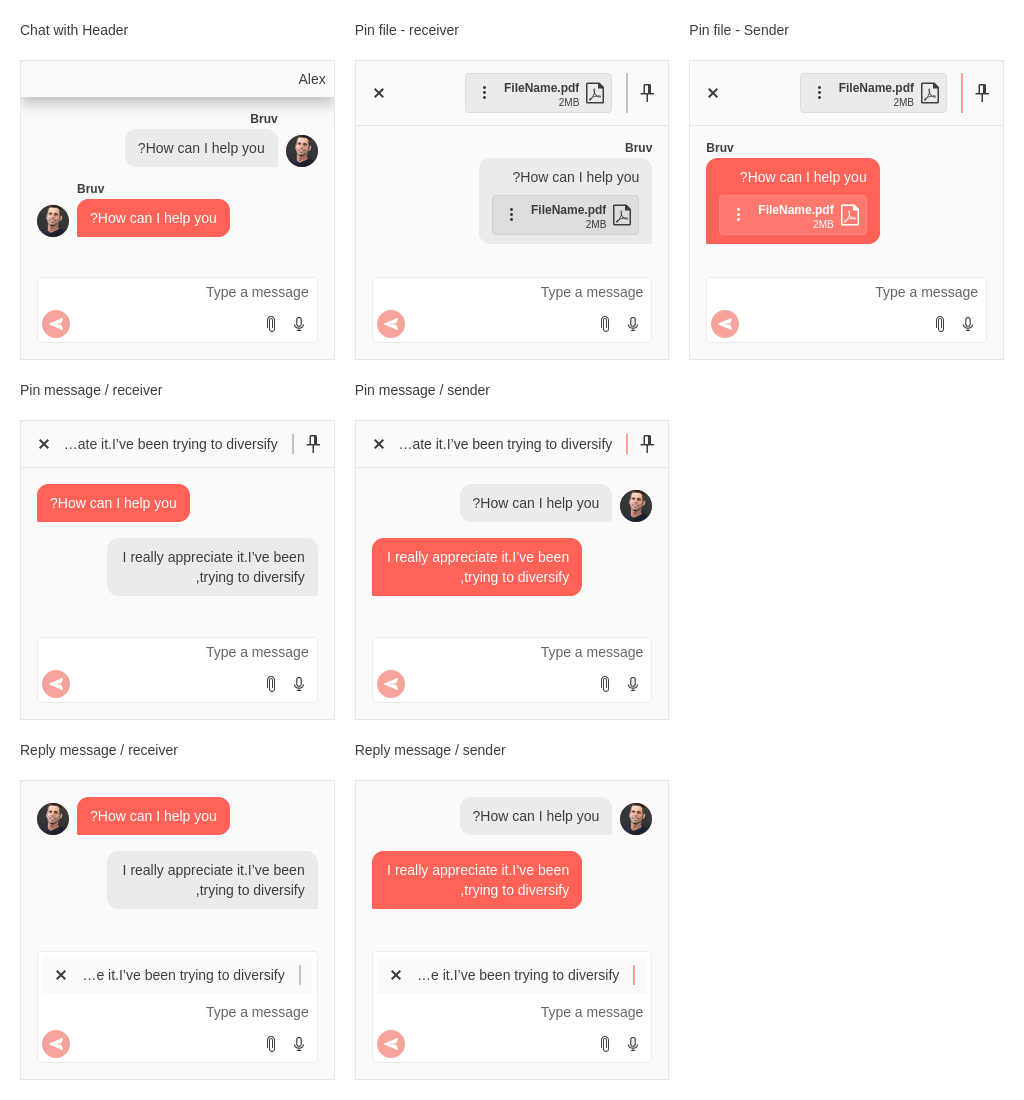 Chat with Header
Alex
Bruv
?How can I help you
Bruv
?How can I help you
Type a message
Pin file - receiver
FileName.pdf
2MB
Bruv
?How can I help you
FileName.pdf
2MB
Type a message
Pin file - Sender
FileName.pdf
2MB
Bruv
?How can I help you
FileName.pdf
2MB
Type a message
Pin message / receiver
…ate it.I’ve been trying to diversify
?How can I help you
I really appreciate it.I’ve been
,trying to diversify
Type a message
Pin message / sender
…ate it.I’ve been trying to diversify
?How can I help you
I really appreciate it.I’ve been
,trying to diversify
Type a message
Reply message / receiver
?How can I help you
I really appreciate it.I’ve been
,trying to diversify
…e it.I’ve been trying to diversify
Type a message
Reply message / sender
?How can I help you
I really appreciate it.I’ve been
,trying to diversify
…e it.I’ve been trying to diversify
Type a message